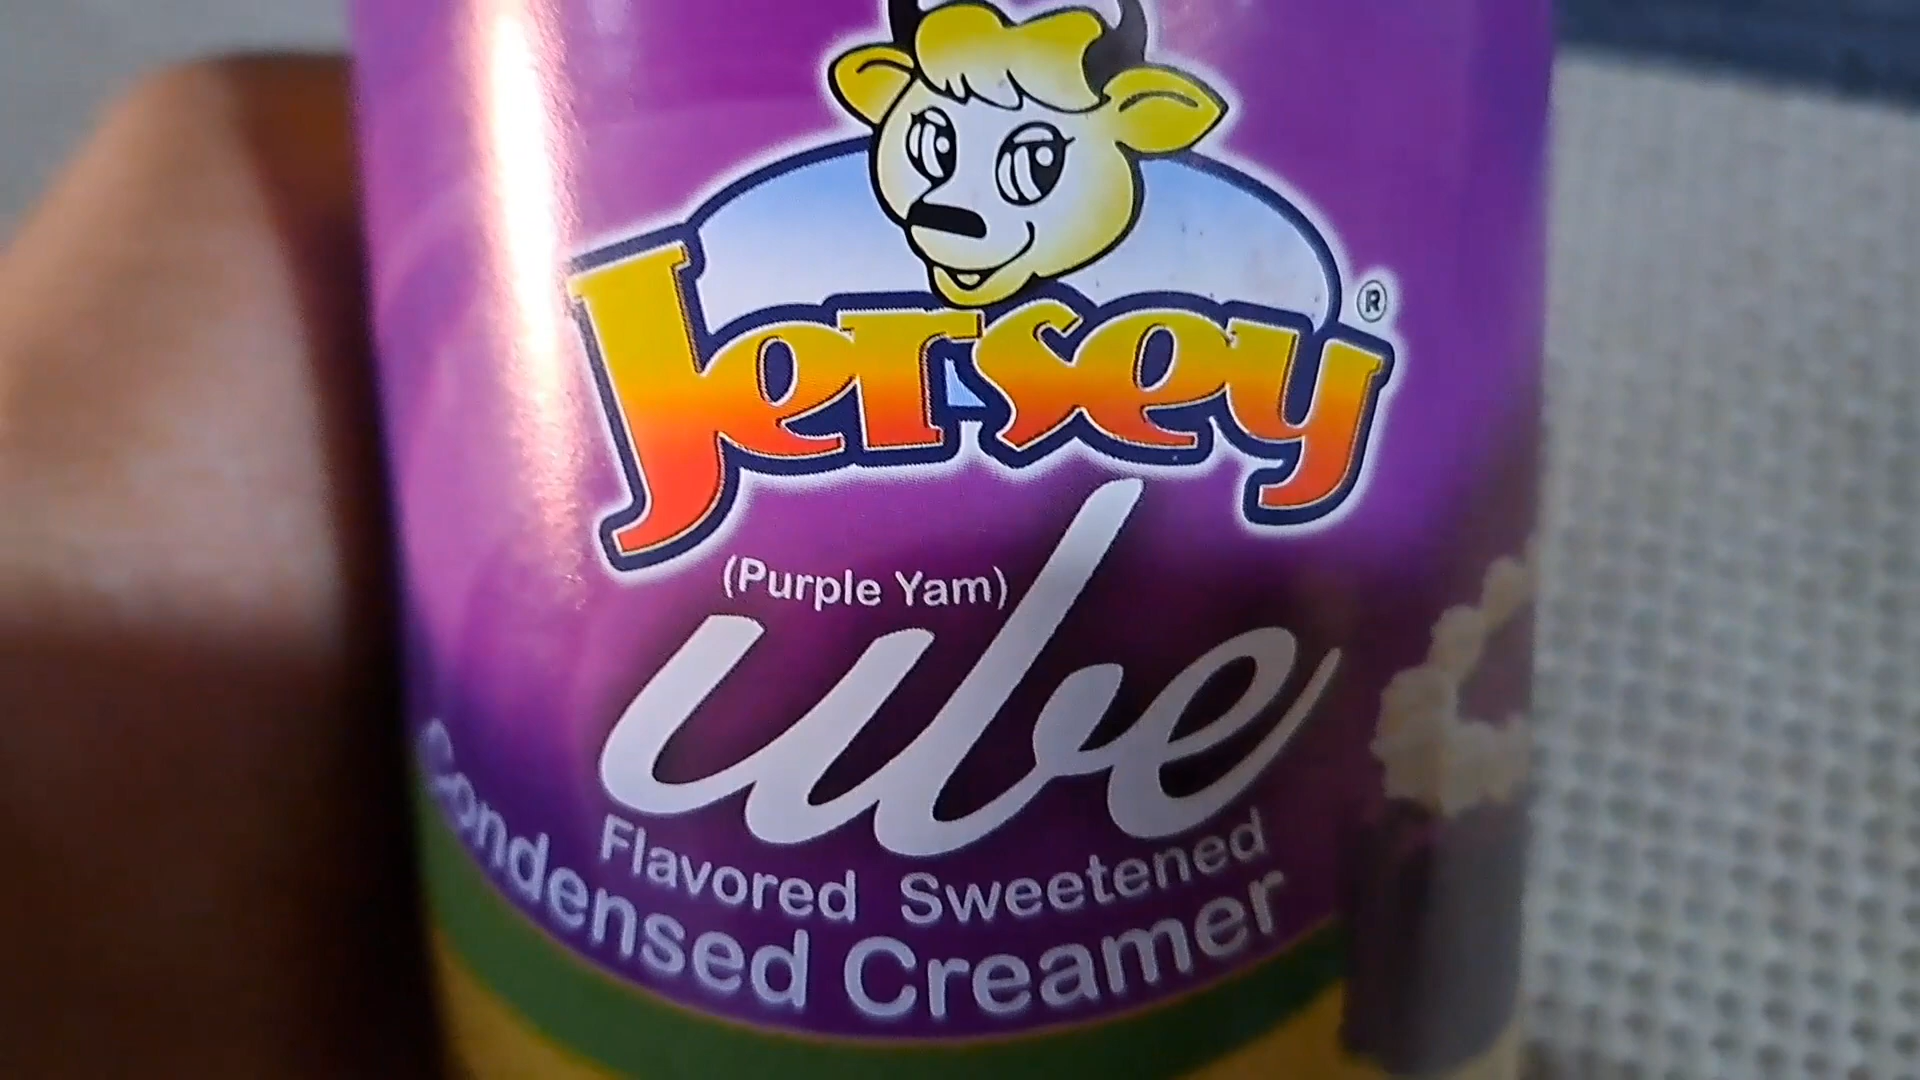 Jersey®
(Purple Yam)
ube
Flavored Sweetened
Condensed Creamer